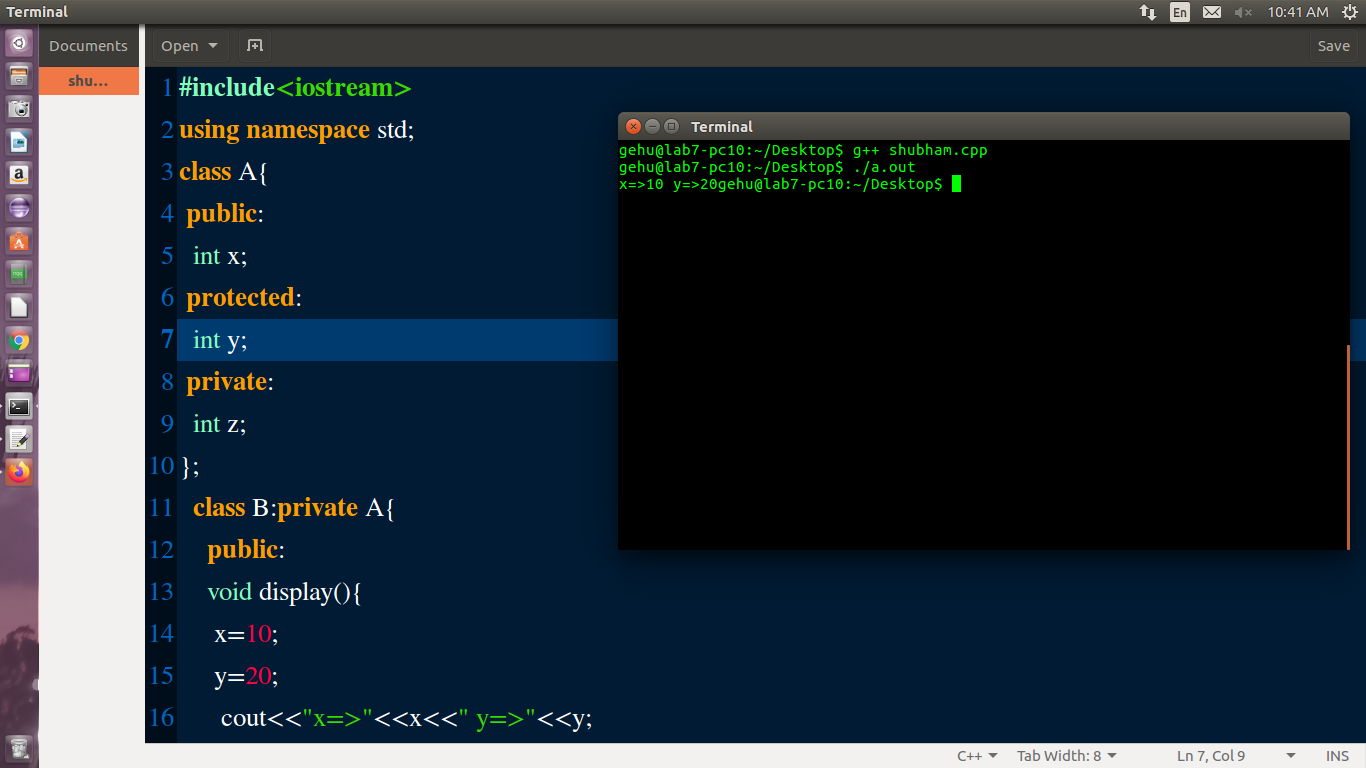 Terminal
En
10:41 AM
Documents
Open
Save
shu...
1 #include<iostream>
2 using namespace std;
3 class A{
4 public:
5 int x;
6 protected:
7 int y;
8 private:
9 int z;
10 };
11 class B:private A{
12 public:
13 void display(){
14 x=10;
15 y=20;
16 cout<<"x=>"<<x<<" y=>"<<y;
Terminal
gehu@lab7-pc10:~/Desktop$ g++ shubham.cpp
gehu@lab7-pc10:~/Desktop$ ./a.out
x=>10 y=>20gehu@lab7-pc10:~/Desktop$
C++
Tab Width: 8
Ln 7, Col 9
INS